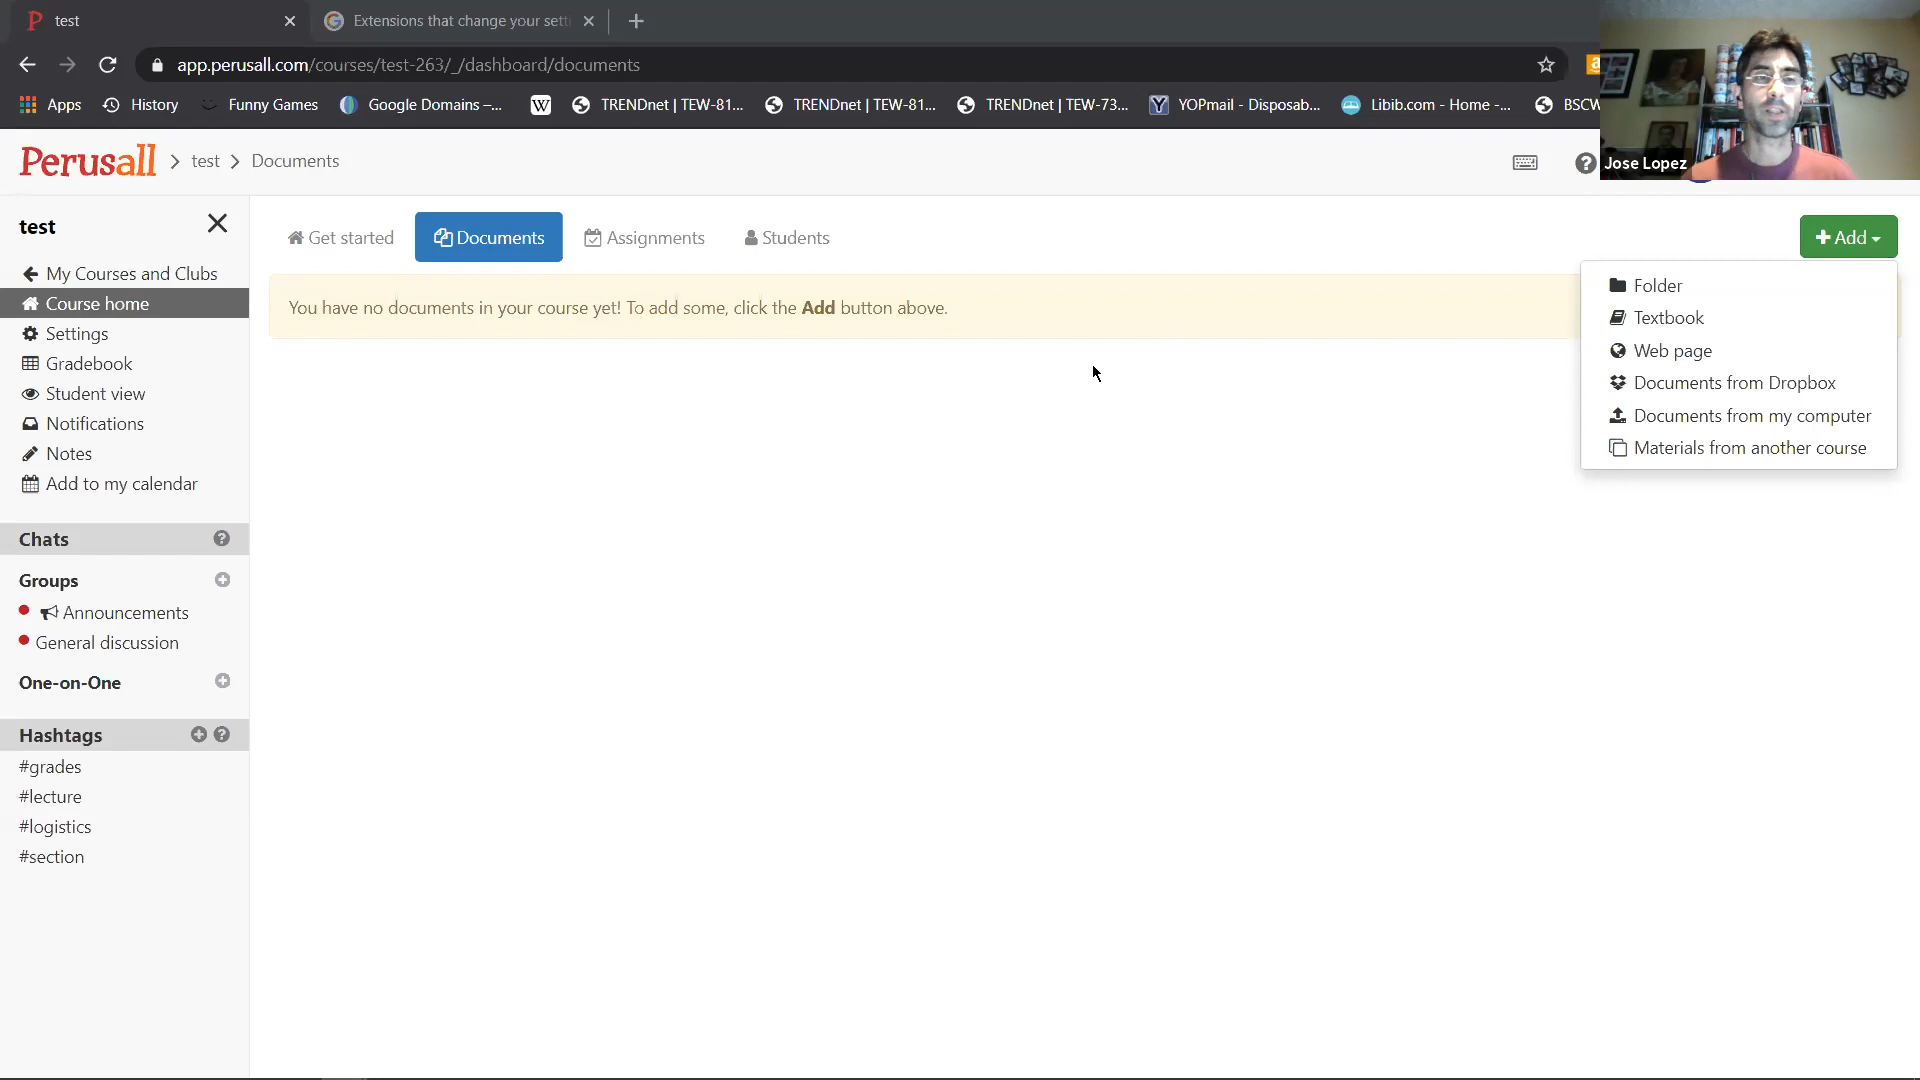 test
Extensions that change your sett
app.perusall.com/courses/test-263/_/dashboard/documents
Apps
History
Funny Games
Google Domains –...
W
TRENDnet | TEW-81...
TRENDnet | TEW-81...
TRENDnet | TEW-73...
YOPmail - Disposab...
Libib.com - Home -...
BSCW
Jose Lopez
Perusall > test > Documents
test
My Courses and Clubs
Course home
Settings
Gradebook
Student view
Notifications
Notes
Add to my calendar
Chats
Groups
Announcements
General discussion
One-on-One
Hashtags
#grades
#lecture
#logistics
#section
Get started
Documents
Assignments
Students
Add
You have no documents in your course yet! To add some, click the Add button above.
Folder
Textbook
Web page
Documents from Dropbox
Documents from my computer
Materials from another course